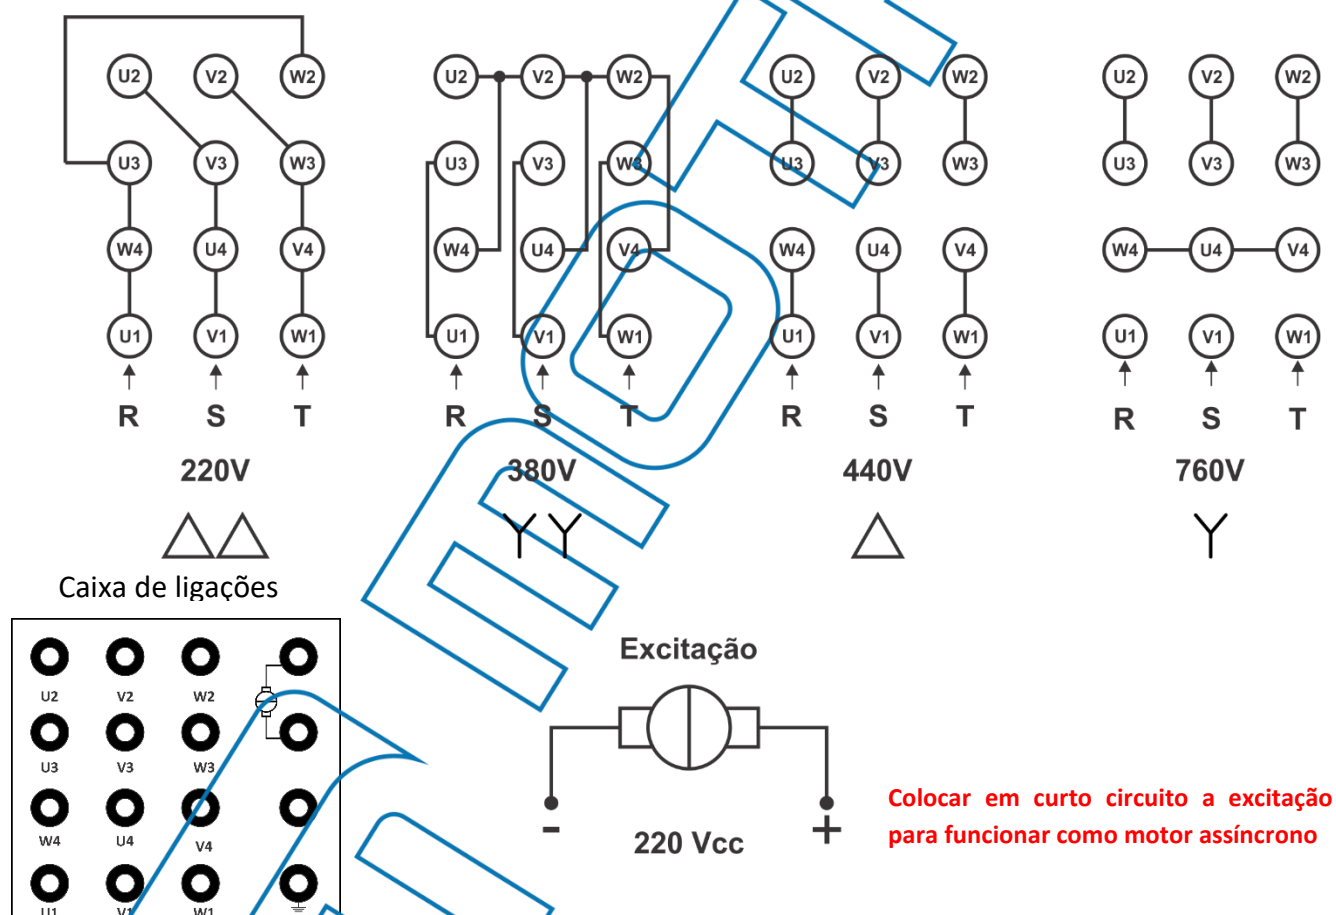 U2 V2 W2 U2 V2 W2 U2 V2 W2 U2 V2 W2
U3 V3 W3 U3 V3 W3 U3 V3 W3 U3 V3 W3
W4 U4 V4 W4 U4 V4 W4 U4 V4 W4 U4 V4
U1 V1 W1 U1 V1 W1 U1 V1 W1 U1 V1 W1
R S T R S T R S T R S T
220V 380V 440V 760V
Caixa de ligações
U2 V2 W2
U3 V3 W3
W4 U4 V4
U1 V1 W1
Excitação
- 220 Vcc +
Colocar em curto circuito a excitação
para funcionar como motor assíncrono